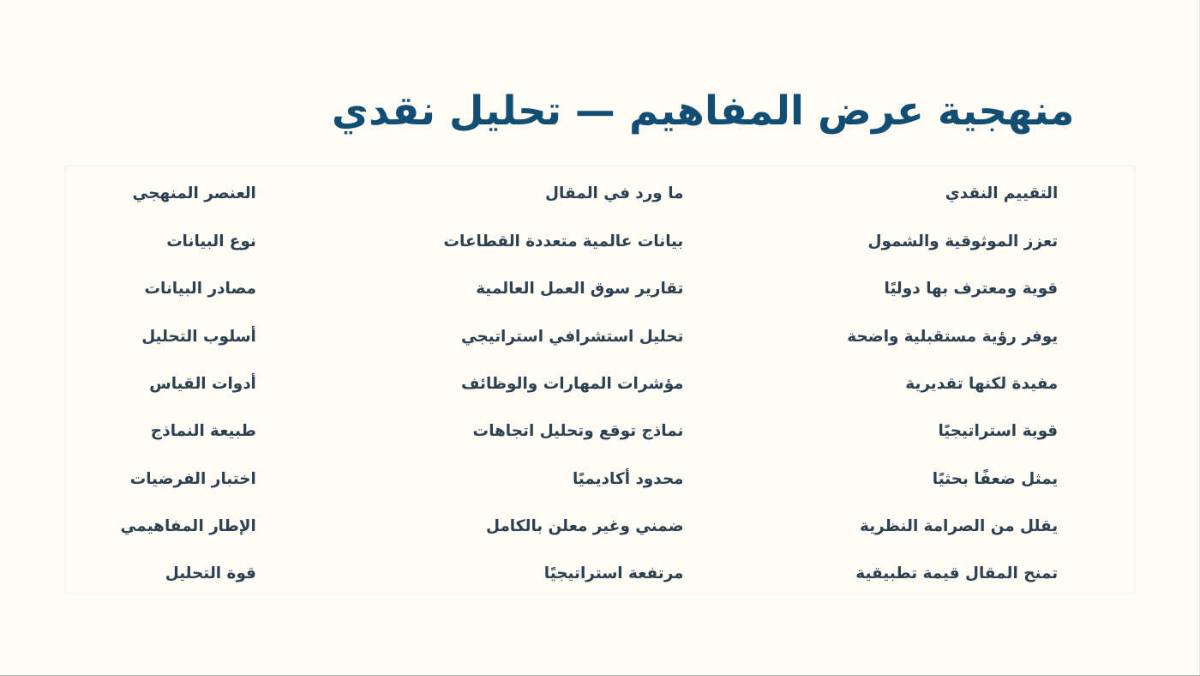 منهجية عرض المفاهيم — تحليل نقدي
التقييم النقدي ما ورد في المقال العنصر المنهجي
تعزز الموثوقية والشمول بيانات عالمية متعددة القطاعات نوع البيانات
قوية ومعترف بها دوليًا تقارير سوق العمل العالمية مصادر البيانات
يوفر رؤية مستقبلية واضحة تحليل استشرافي استراتيجي أسلوب التحليل
مفيدة لكنها تقديرية مؤشرات المهارات والوظائف أدوات القياس
قوية استراتيجيًا نماذج توقع وتحليل اتجاهات طبيعة النماذج
يمثل ضعفًا بحثيًا محدود أكاديميًا اختبار الفرضيات
يقلل من الصرامة النظرية ضمني وغير معلن بالكامل الإطار المفاهيمي
تمنح المقال قيمة تطبيقية مرتفعة استراتيجيًا قوة التحليل